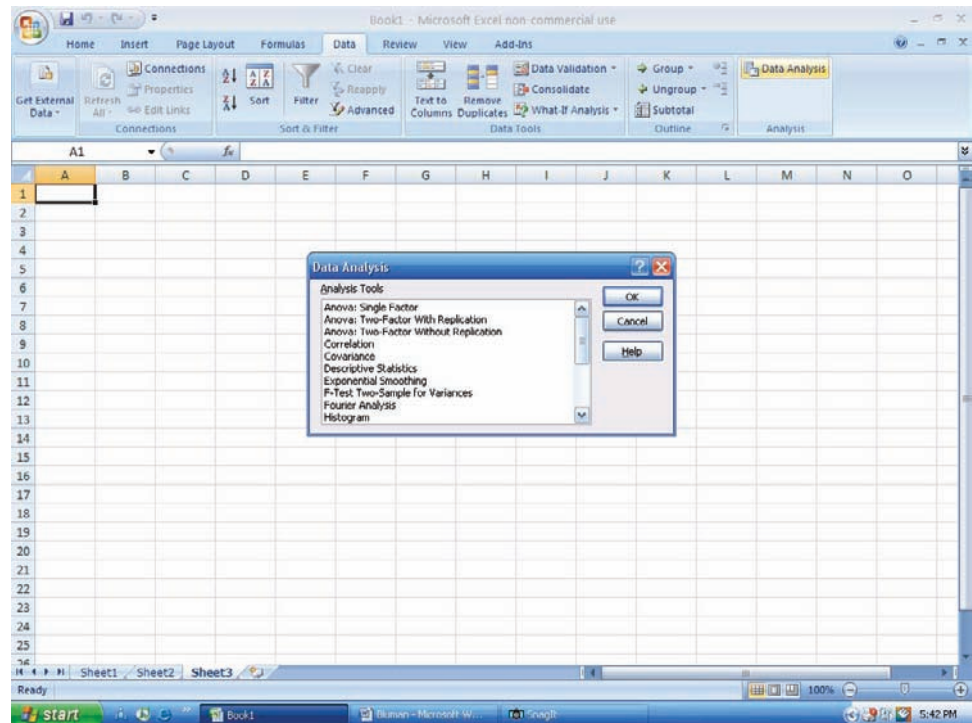 Book1 - Microsoft Excel non-commercial use
Home Insert Page Layout Formulas Data Review View Add-Ins
Get External Data
Refresh All
Connections
Properties
Edit Links
Connections
Sort
Filter
Clear
Reapply
Advanced
Sort & Filter
Text to Columns
Remove Duplicates
Data Validation
Consolidate
What-If Analysis
Data Tools
Group
Ungroup
Subtotal
Outline
Data Analysis
Analysis
A1 fx
A B C D E F G H I J K L M N O
1
2
3
4
5
6
7
8
9
10
11
12
13
14
15
16
17
18
19
20
21
22
23
24
25
26
Data Analysis
Analysis Tools
Anova: Single Factor
Anova: Two-Factor With Replication
Anova: Two-Factor Without Replication
Correlation
Covariance
Descriptive Statistics
Exponential Smoothing
F-Test Two-Sample for Variances
Fourier Analysis
Histogram
OK
Cancel
Help
Sheet1 Sheet2 Sheet3
Ready 100%
start Book1 Bluman - Microsoft W... SnagIt 5:42 PM